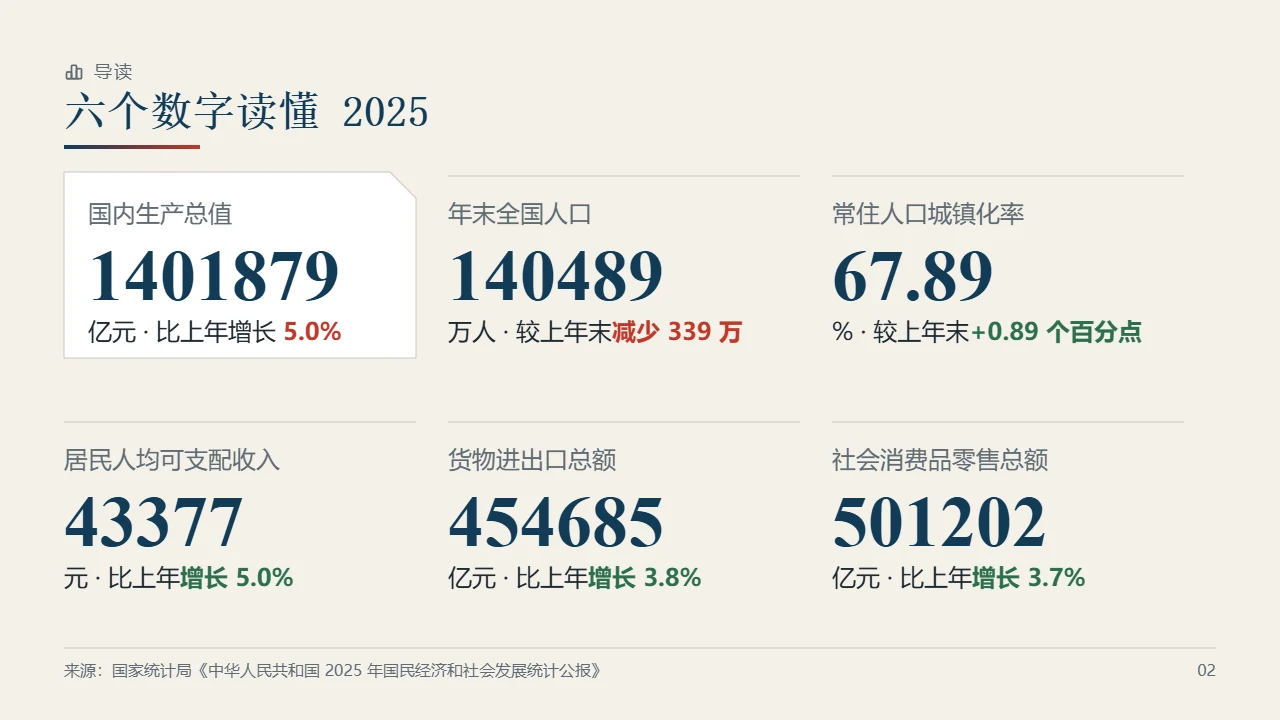 导读
六个数字读懂 2025
国内生产总值
1401879
亿元 · 比上年增长 5.0%
年末全国人口
140489
万人 · 较上年末减少 339 万
常住人口城镇化率
67.89
% · 较上年末+0.89 个百分点
居民人均可支配收入
43377
元 · 比上年增长 5.0%
货物进出口总额
454685
亿元 · 比上年增长 3.8%
社会消费品零售总额
501202
亿元 · 比上年增长 3.7%
来源：国家统计局《中华人民共和国 2025 年国民经济和社会发展统计公报》
02